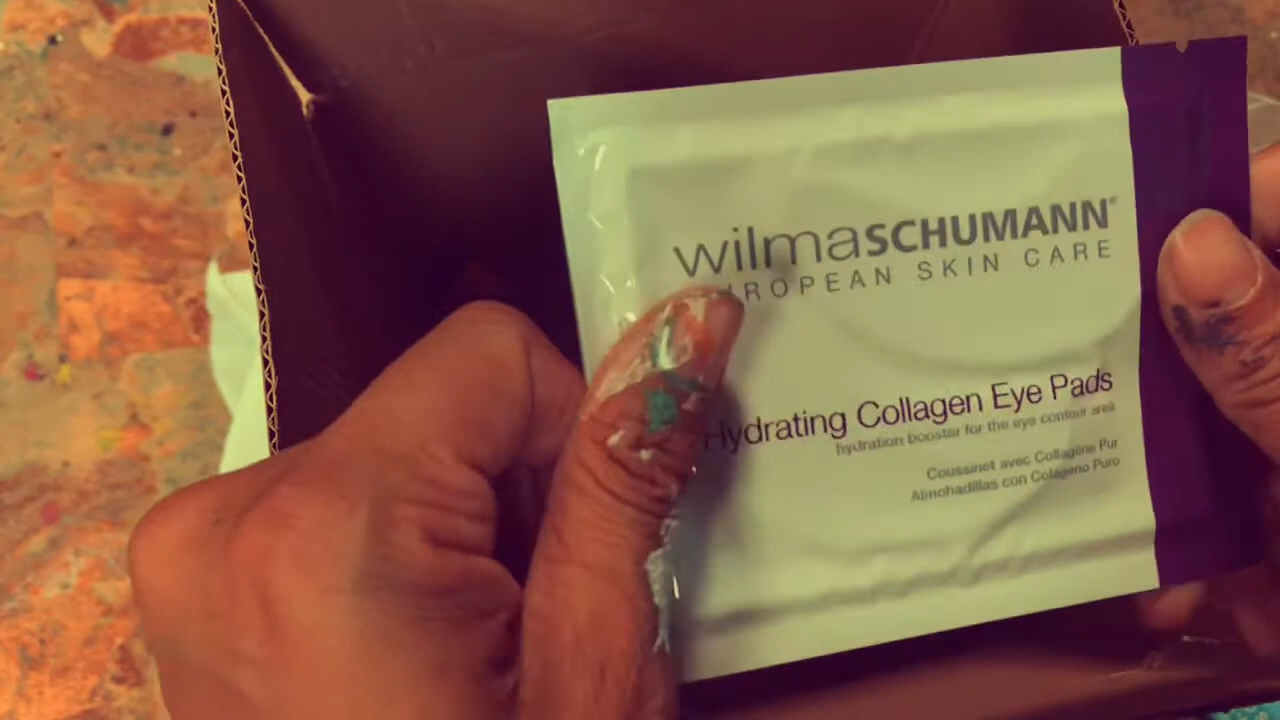 wilmaSCHUMANN®
EUROPEAN SKIN CARE
Hydrating Collagen Eye Pads
hydration booster for the eye contour area
Coussinet avec Collagène Pur
Almohadillas con Colágeno Puro